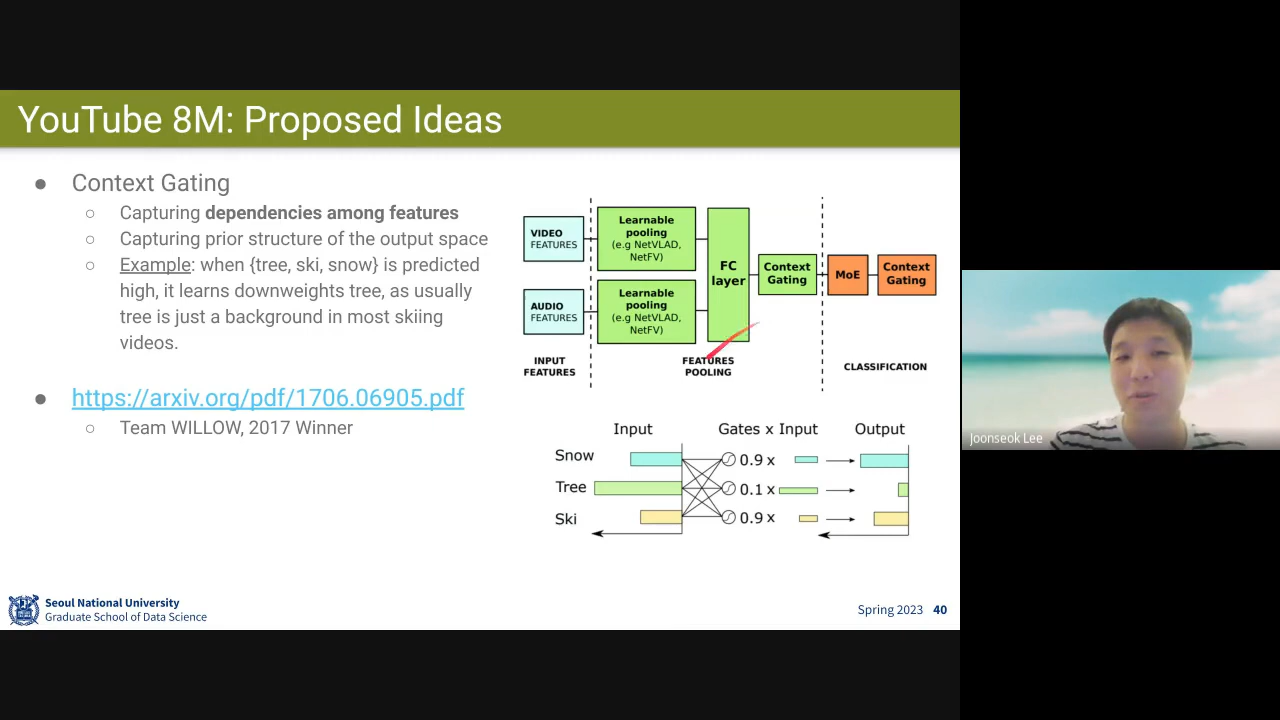 YouTube 8M: Proposed Ideas
● Context Gating
○ Capturing dependencies among features
○ Capturing prior structure of the output space
○ Example: when {tree, ski, snow} is predicted
high, it learns downweights tree, as usually
tree is just a background in most skiing
videos.
● https://arxiv.org/pdf/1706.06905.pdf
○ Team WILLOW, 2017 Winner
VIDEO
FEATURES
Learnable
pooling
(e.g NetVLAD,
NetFV)
AUDIO
FEATURES
Learnable
pooling
(e.g NetVLAD,
NetFV)
FC
layer
Context
Gating
MoE
Context
Gating
INPUT
FEATURES
FEATURES
POOLING
CLASSIFICATION
Input
Gates x Input
Output
Snow
0.9 x
Tree
0.1 x
Ski
0.9 x
Seoul National University
Graduate School of Data Science
Spring 2023 40
Joonseok Lee